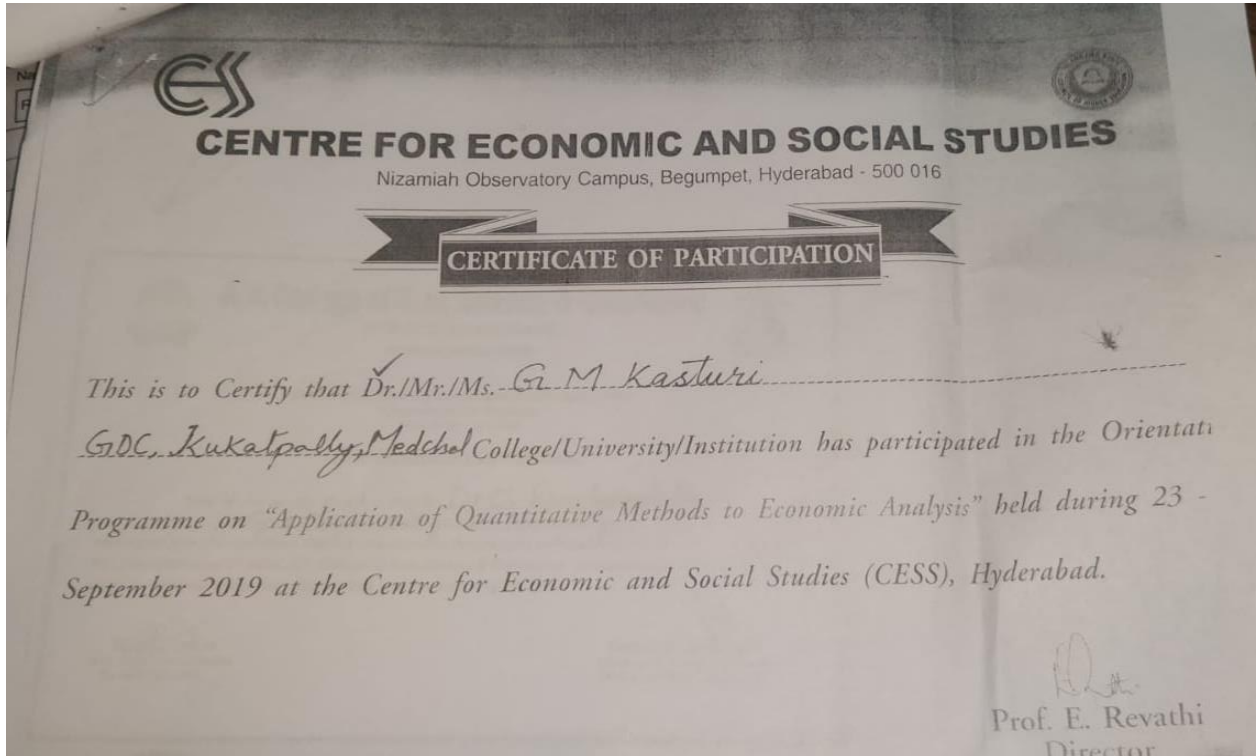 CESS
CENTRE FOR ECONOMIC AND SOCIAL STUDIES
Nizamiah Observatory Campus, Begumpet, Hyderabad - 500 016
CERTIFICATE OF PARTICIPATION
This is to Certify that Dr./Mr./Ms. G M Kasturi
GDC, Kukatpally, Medchal College/University/Institution has participated in the Orientati
Programme on "Application of Quantitative Methods to Economic Analysis" held during 23 -
September 2019 at the Centre for Economic and Social Studies (CESS), Hyderabad.
Prof. E. Revathi
Director